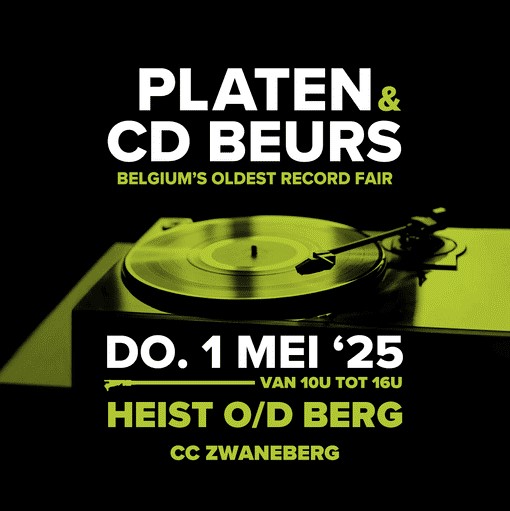 PLATEN &
CD BEURS
BELGIUM'S OLDEST RECORD FAIR
DO. 1 MEI ‘25
VAN 10U TOT 16U
HEIST O/D BERG
CC ZWANEBERG